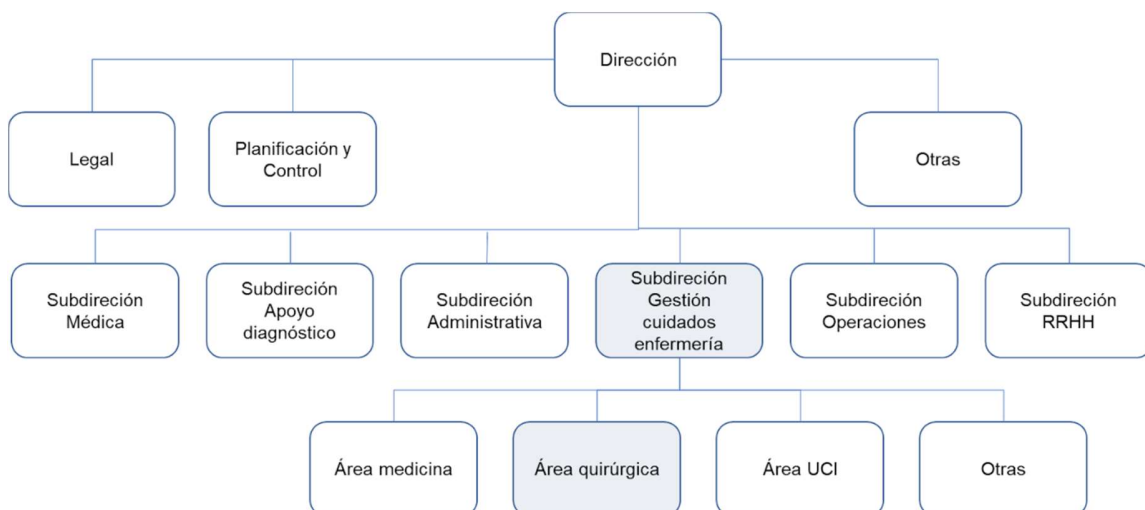 Dirección
Legal
Planificación y
Control
Otras
Subdireción
Médica
Subdireción
Apoyo
diagnóstico
Subdireción
Administrativa
Subdireción
Gestión
cuidados
enfermería
Subdireción
Operaciones
Subdireción
RRHH
Área medicina
Área quirúrgica
Área UCI
Otras